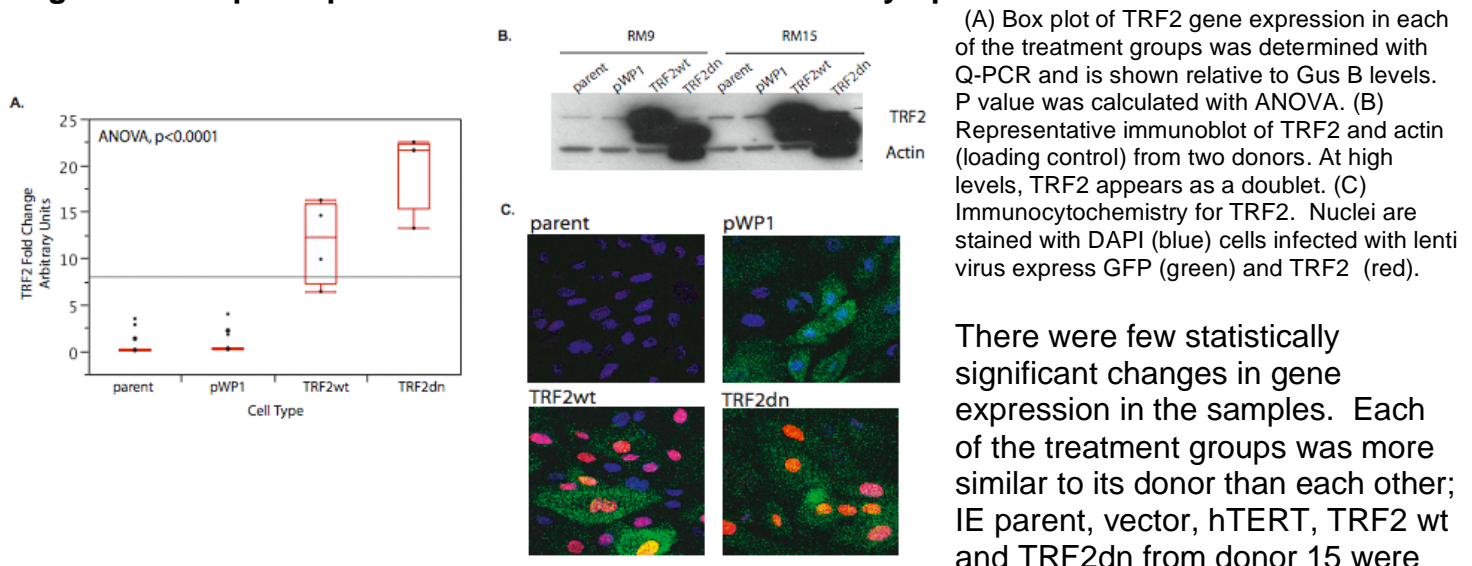 (A) Box plot of TRF2 gene expression in each
of the treatment groups was determined with
Q-PCR and is shown relative to Gus B levels.
P value was calculated with ANOVA. (B)
Representative immunoblot of TRF2 and actin
(loading control) from two donors. At high
levels, TRF2 appears as a doublet. (C)
Immunocytochemistry for TRF2. Nuclei are
stained with DAPI (blue) cells infected with lenti
virus express GFP (green) and TRF2 (red).
A.
ANOVA, p<0.0001
TRF2 Fold Change
Arbitrary Units
25
20
15
10
5
0
parent pWP1 TRF2wt TRF2dn
Cell Type
B.
RM9 RM15
parent pWP1 TRF2wt TRF2dn parent pWP1 TRF2wt TRF2dn
TRF2
Actin
C.
parent pWP1
TRF2wt TRF2dn
There were few statistically
significant changes in gene
expression in the samples. Each
of the treatment groups was more
similar to its donor than each other;
IE parent, vector, hTERT, TRF2 wt
and TRF2dn from donor 15 were